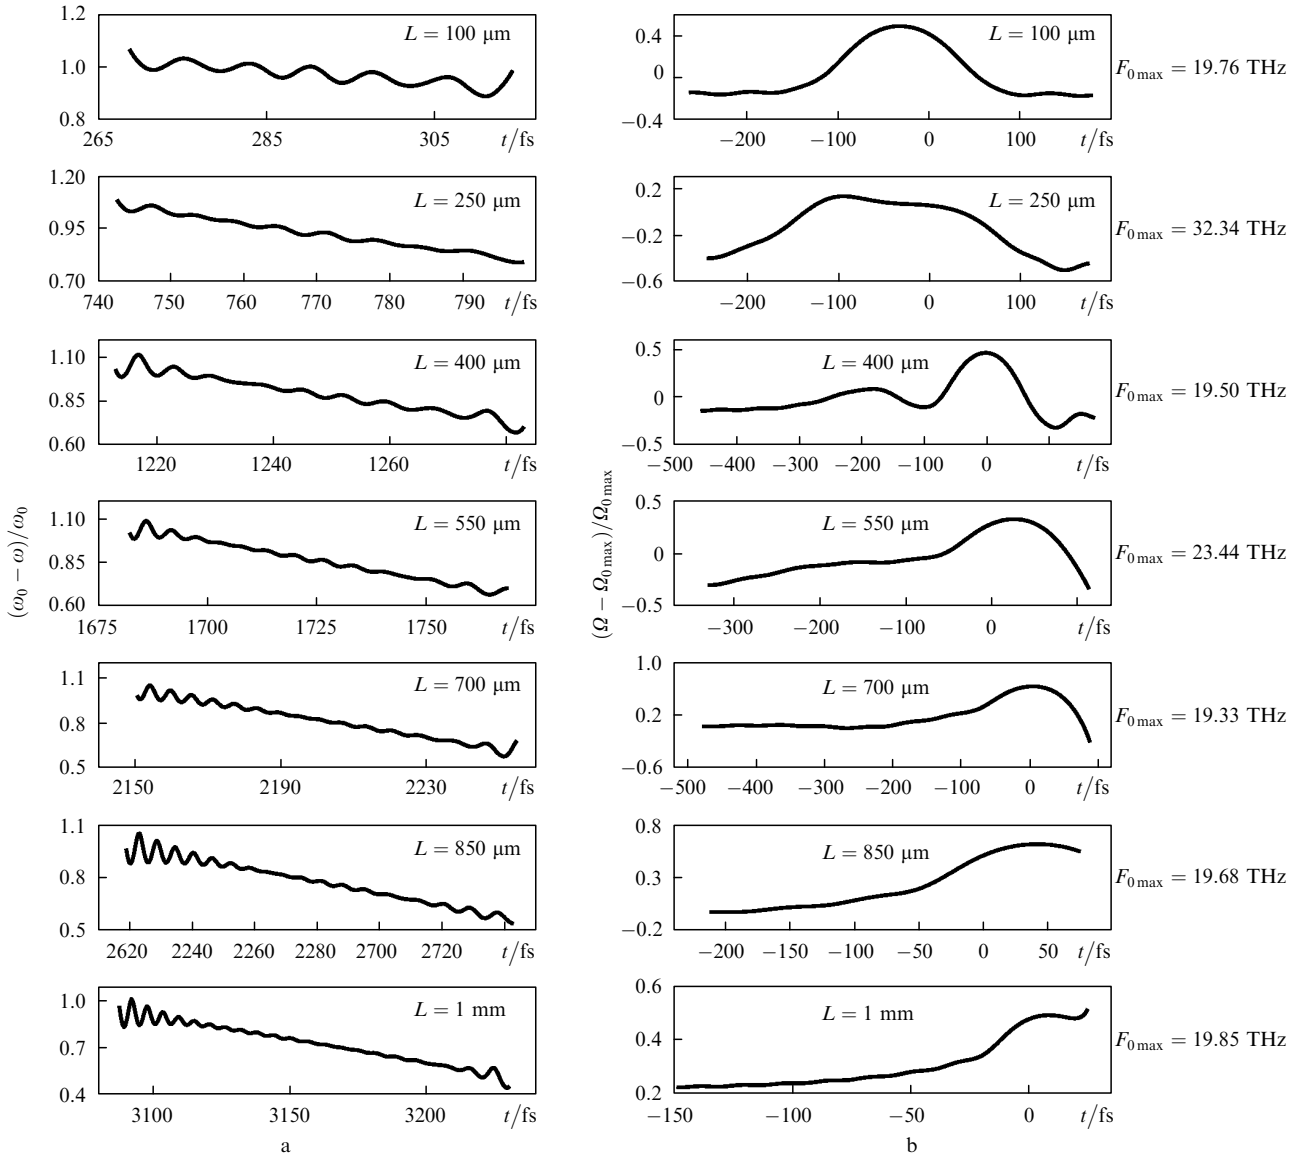 1.2
1.0
0.8
L = 100 μm
265 285 305 t/fs
0.4
0
−0.4
L = 100 μm
−200 −100 0 100 t/fs
F0 max = 19.76 THz
1.20
0.95
0.70
L = 250 μm
740 750 760 770 780 790 t/fs
0.2
−0.2
−0.6
L = 250 μm
−200 −100 0 100 t/fs
F0 max = 32.34 THz
1.10
0.85
0.60
L = 400 μm
1220 1240 1260 t/fs
0.5
0
−0.5
L = 400 μm
−500 −400 −300 −200 −100 0 t/fs
F0 max = 19.50 THz
(ω0 − ω)/ω0
1.10
0.85
0.60
L = 550 μm
1675 1700 1725 1750 t/fs
(Ω − Ω0 max)/Ω0 max
0.5
0
−0.5
L = 550 μm
−300 −200 −100 0 t/fs
F0 max = 23.44 THz
1.1
0.8
0.5
L = 700 μm
2150 2190 2230 t/fs
1.0
0.2
−0.6
L = 700 μm
−500 −400 −300 −200 −100 0 t/fs
F0 max = 19.33 THz
1.1
0.8
0.5
L = 850 μm
2620 2240 2260 2280 2700 2720 t/fs
0.8
0.3
−0.2
L = 850 μm
−200 −150 −100 −50 0 50 t/fs
F0 max = 19.68 THz
1.0
0.7
0.4
L = 1 mm
3100 3150 3200 t/fs
a
0.6
0.4
0.2
L = 1 mm
−150 −100 −50 0 t/fs
b
F0 max = 19.85 THz